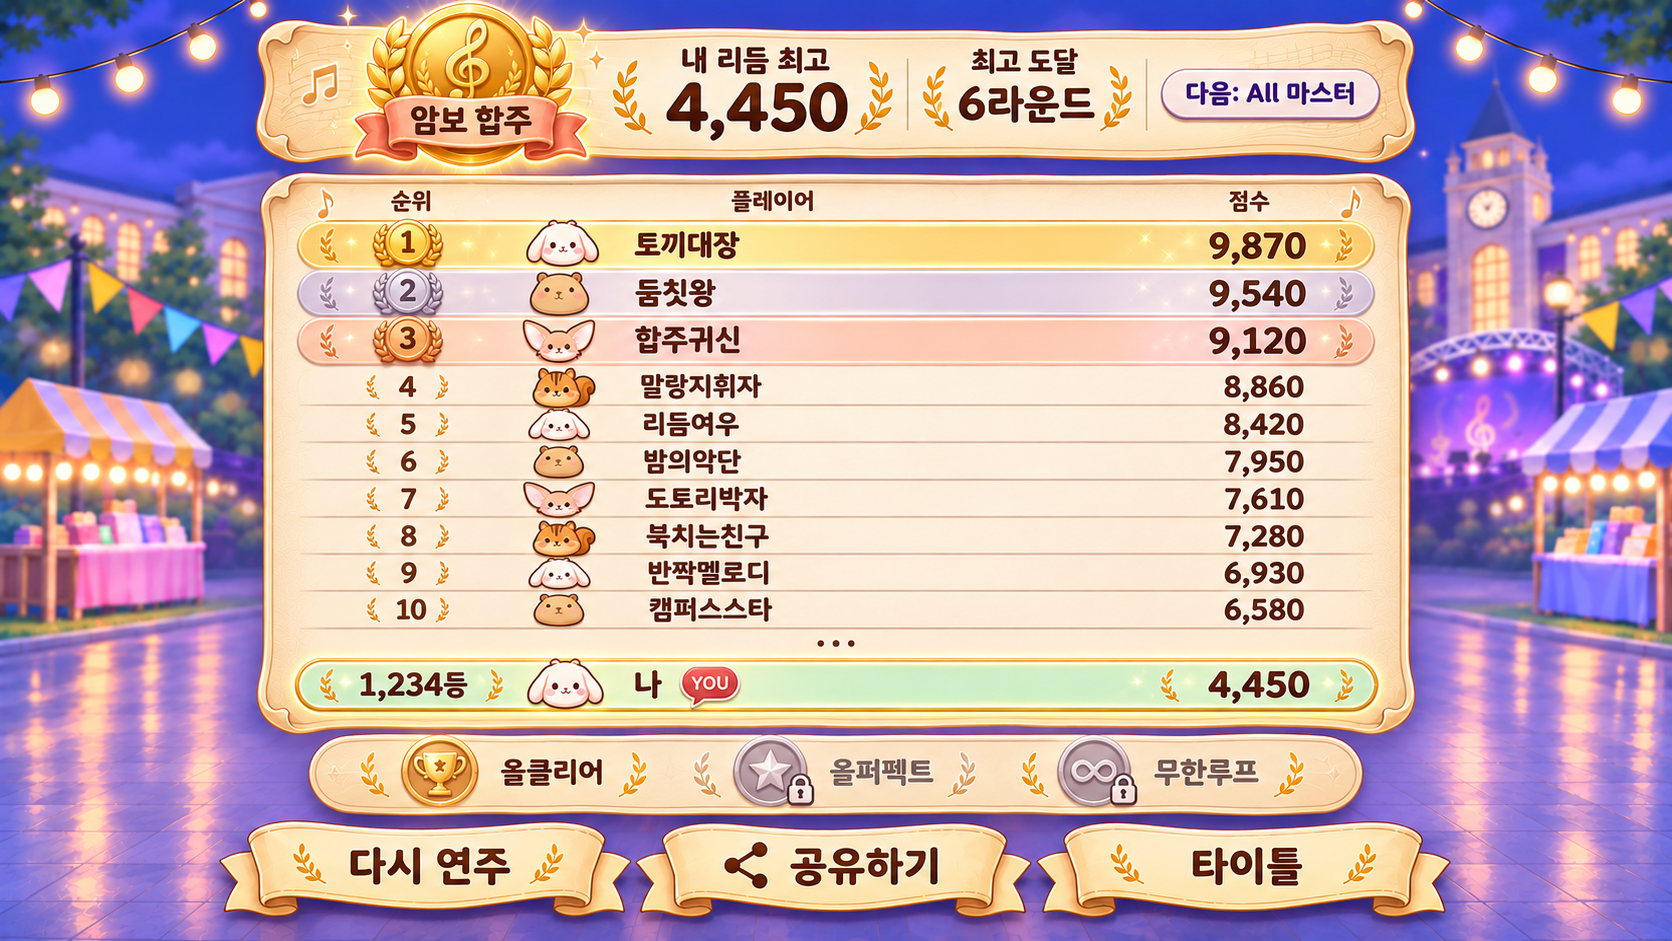 암보 합주
내 리듬 최고
4,450
최고 도달
6라운드
다음: All 마스터
순위 플레이어 점수
1 토끼대장 9,870
2 둠칫왕 9,540
3 합주귀신 9,120
4 말랑지휘자 8,860
5 리듬여우 8,420
6 밤의악단 7,950
7 도토리박자 7,610
8 북치는친구 7,280
9 반짝멜로디 6,930
10 캠퍼스스타 6,580
...
1,234등 나 YOU 4,450
올클리어 올퍼펙트 무한루프
다시 연주 공유하기 타이틀